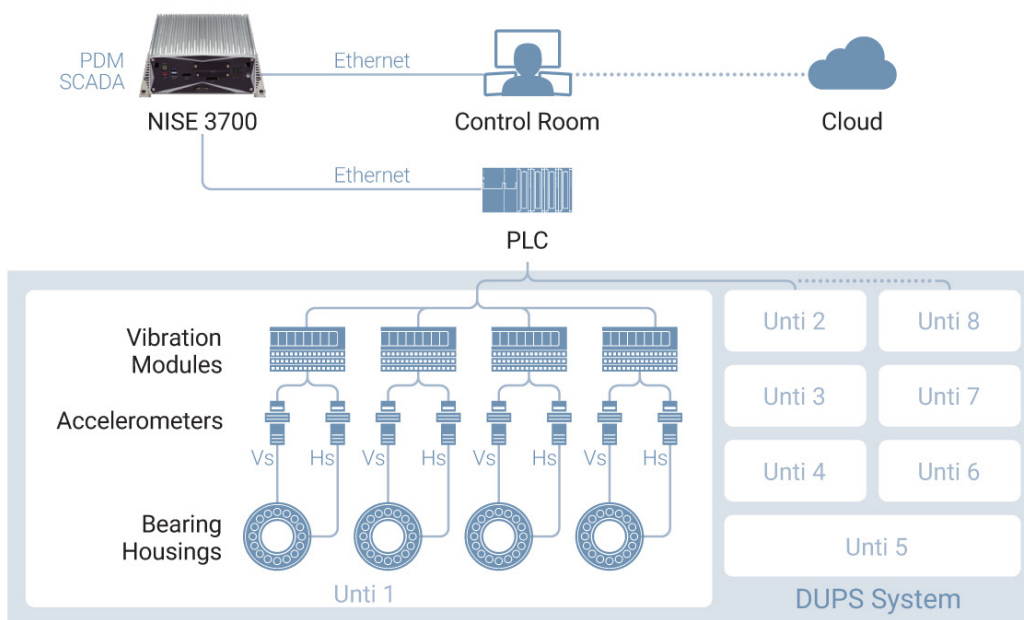 PDM
SCADA
Ethernet
NISE 3700
Control Room
Cloud
Ethernet
PLC
Vibration
Modules
Accelerometers
Vs Hs Vs Hs Vs Hs Vs Hs
Bearing
Housings
Unti 1
Unti 2
Unti 8
Unti 3
Unti 7
Unti 4
Unti 6
Unti 5
DUPS System